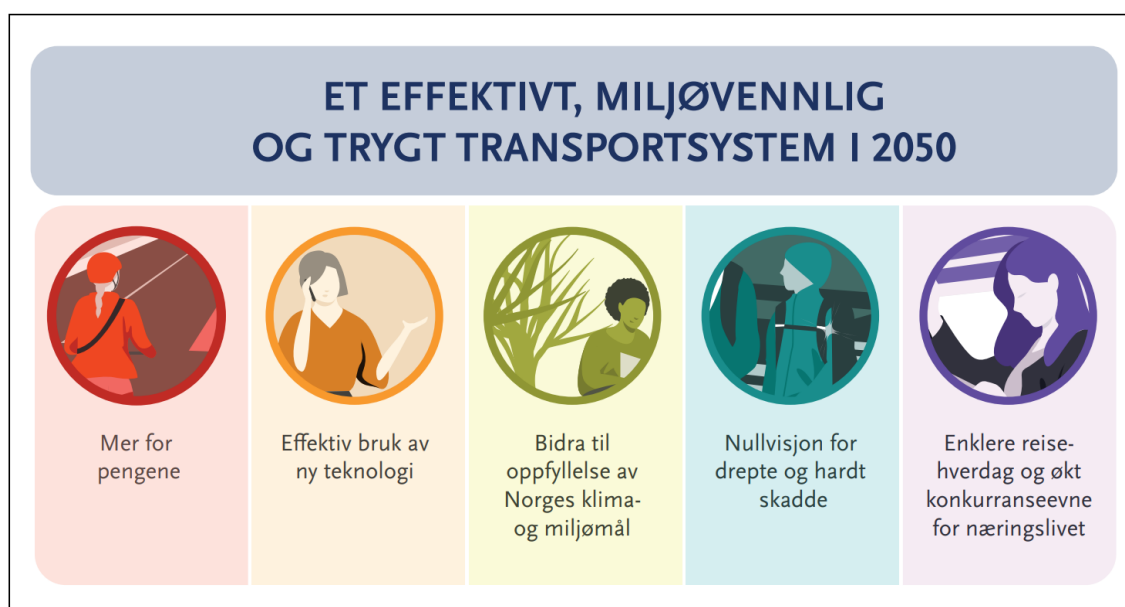 ET EFFEKTIVT, MILJØVENNLIG
OG TRYGT TRANSPORTSYSTEM I 2050
Mer for
pengene
Effektiv bruk av
ny teknologi
Bidra til
oppfyllelse av
Norges klima-
og miljømål
Nullvisjon for
drepte og hardt
skadde
Enklere reise-
hverdag og økt
konkurranseevne
for næringslivet